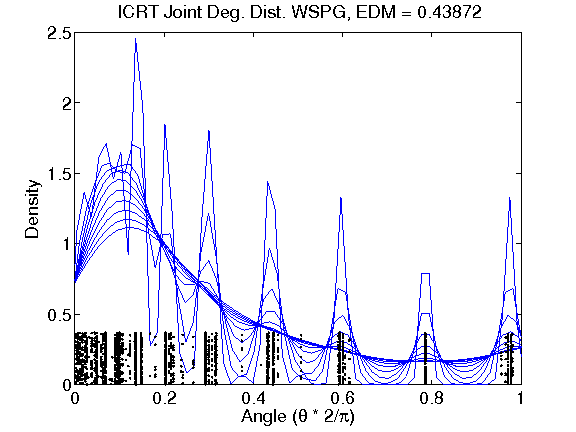 ICRT Joint Deg. Dist. WSPG, EDM = 0.43872
2.5
2
1.5
1
0.5
0
Density
0 0.2 0.4 0.6 0.8 1
Angle (θ * 2/π)